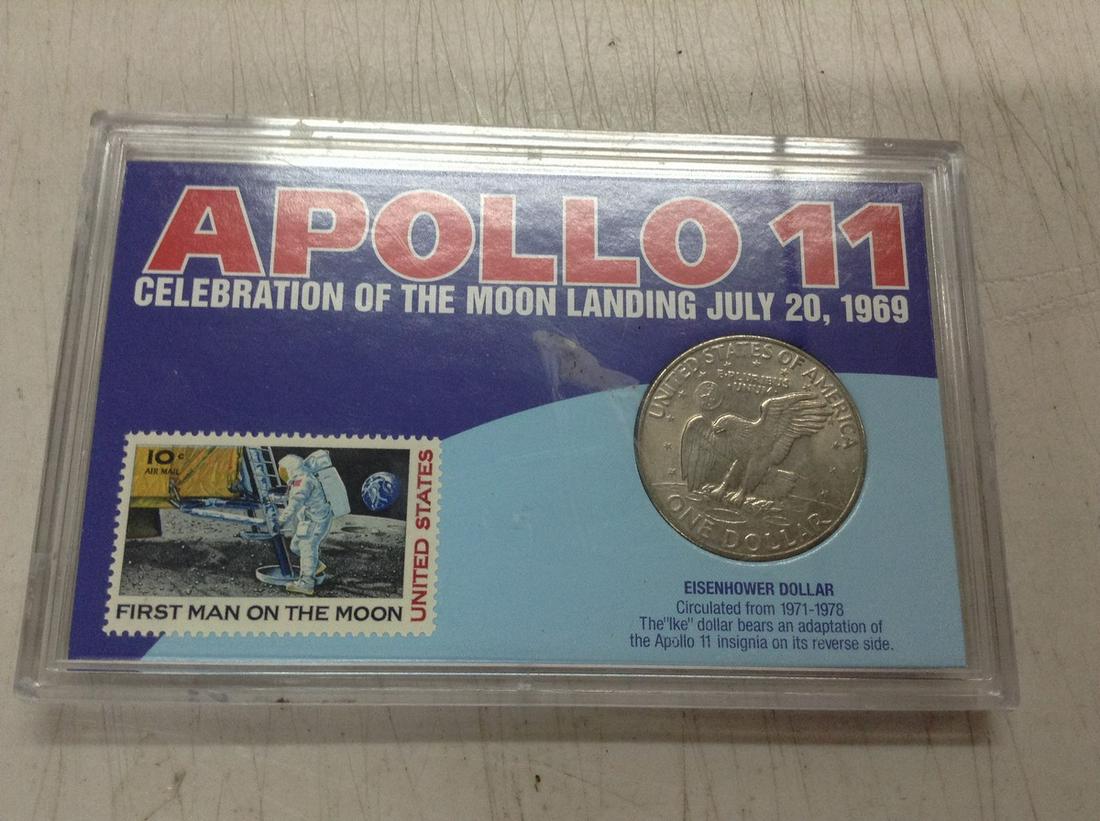 APOLLO 11
CELEBRATION OF THE MOON LANDING JULY 20, 1969
10c
AIR MAIL
FIRST MAN ON THE MOON
UNITED STATES
UNITED STATES OF AMERICA
E·PLURIBUS
UNUM
ONE DOLLAR
EISENHOWER DOLLAR
Circulated from 1971-1978
The"Ike" dollar bears an adaptation of
the Apollo 11 insignia on its reverse side.